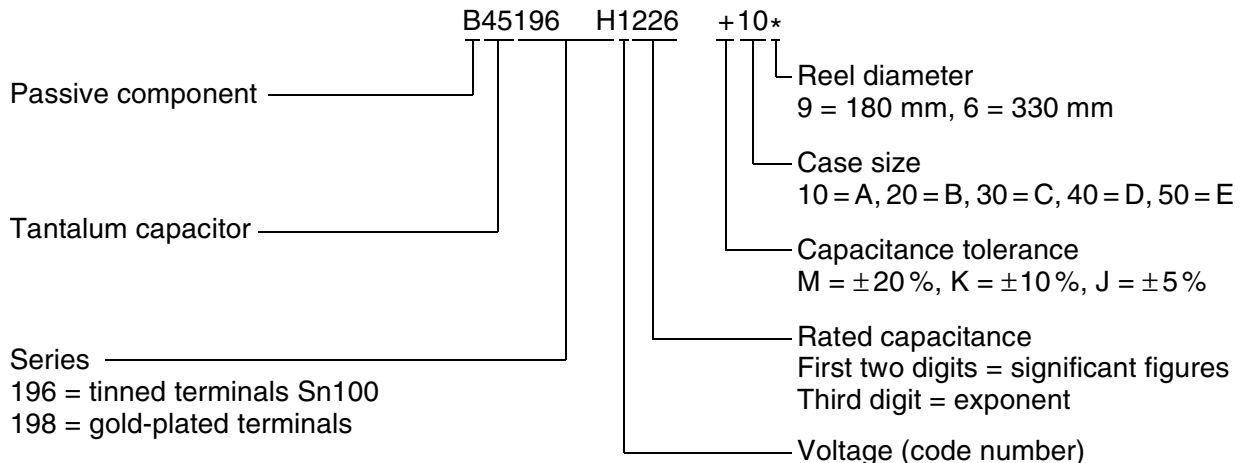 B45196 H1226 +10*
Passive component
Tantalum capacitor
Series
196 = tinned terminals Sn100
198 = gold-plated terminals
Reel diameter
9 = 180 mm, 6 = 330 mm
Case size
10 = A, 20 = B, 30 = C, 40 = D, 50 = E
Capacitance tolerance
M = ±20 %, K = ±10 %, J = ±5 %
Rated capacitance
First two digits = significant figures
Third digit = exponent
Voltage (code number)